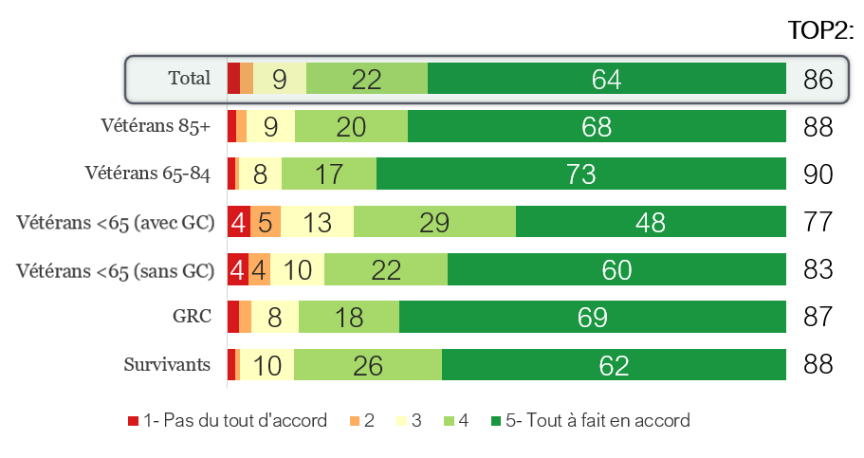 TOP2:
Total 9 22 64 86
Vétérans 85+ 9 20 68 88
Vétérans 65-84 8 17 73 90
Vétérans <65 (avec GC) 4 5 13 29 48 77
Vétérans <65 (sans GC) 4 4 10 22 60 83
GRC 8 18 69 87
Survivants 10 26 62 88
1- Pas du tout d'accord 2 3 4 5- Tout à fait en accord